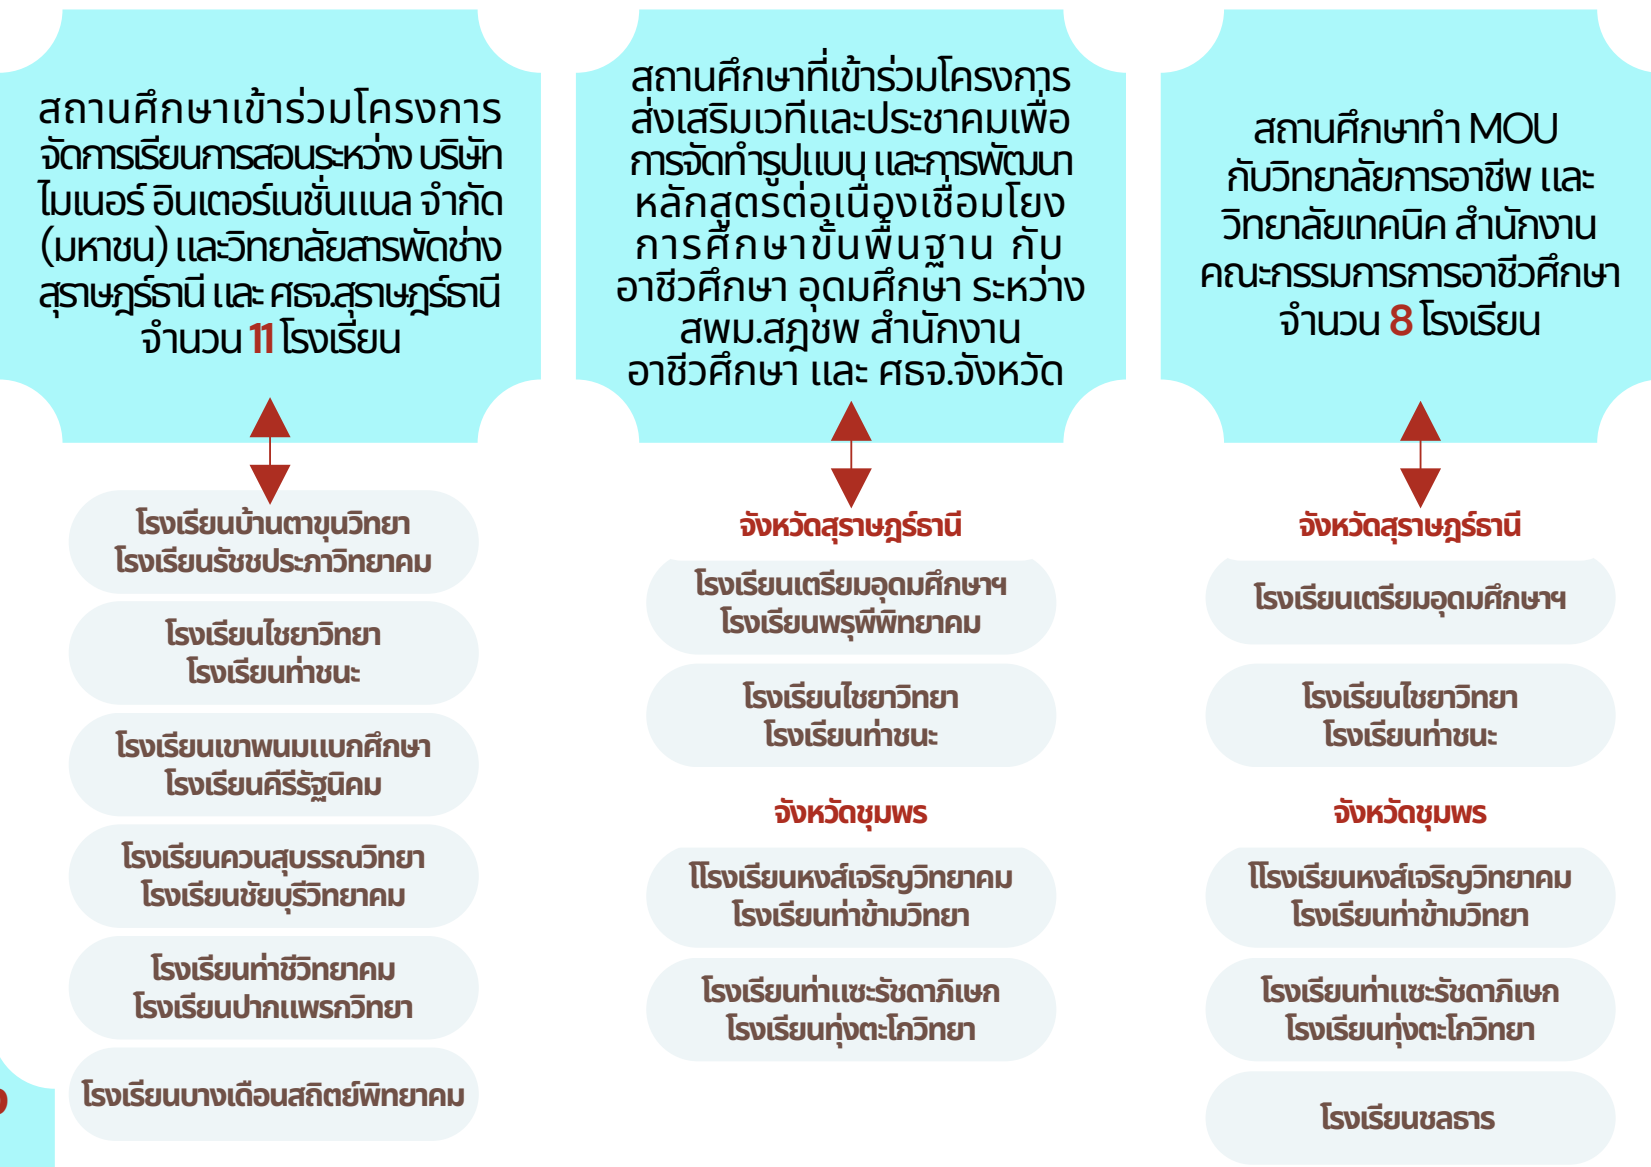 สถานศึกษาเข้าร่วมโครงการ
จัดการเรียนการสอนระหว่าง บริษัท
ไมเนอร์ อินเตอร์เนชั่นแนล จำกัด
(มหาชน) และวิทยาลัยสารพัดช่าง
สุราษฎร์ธานี และ ศธจ.สุราษฎร์ธานี
จำนวน 11 โรงเรียน
โรงเรียนบ้านตาขุนวิทยา
โรงเรียนรัชชประภาวิทยาคม
โรงเรียนไชยาวิทยา
โรงเรียนท่าชนะ
โรงเรียนเขาพนมแบกศึกษา
โรงเรียนคีรีรัฐนิคม
โรงเรียนควนสุบรรณวิทยา
โรงเรียนชัยบุรีวิทยาคม
โรงเรียนท่าชีวิทยาคม
โรงเรียนปากแพรกวิทยา
โรงเรียนบางเดือนสถิตย์พิทยาคม
สถานศึกษาที่เข้าร่วมโครงการ
ส่งเสริมเวทีและประชาคมเพื่อ
การจัดทำรูปแบบ และการพัฒนา
หลักสูตรต่อเนื่องเชื่อมโยง
การศึกษาขั้นพื้นฐาน กับ
อาชีวศึกษา อุดมศึกษา ระหว่าง
สพม.สฎชพ สำนักงาน
อาชีวศึกษา และ ศธจ.จังหวัด
จังหวัดสุราษฎร์ธานี
โรงเรียนเตรียมอุดมศึกษาฯ
โรงเรียนพรุพีพิทยาคม
โรงเรียนไชยาวิทยา
โรงเรียนท่าชนะ
จังหวัดชุมพร
โโรงเรียนหงส์เจริญวิทยาคม
โรงเรียนท่าข้ามวิทยา
โรงเรียนท่าแซะรัชดาภิเษก
โรงเรียนทุ่งตะโกวิทยา
สถานศึกษาทำ MOU
กับวิทยาลัยการอาชีพ และ
วิทยาลัยเทคนิค สำนักงาน
คณะกรรมการการอาชีวศึกษา
จำนวน 8 โรงเรียน
จังหวัดสุราษฎร์ธานี
โรงเรียนเตรียมอุดมศึกษาฯ
โรงเรียนไชยาวิทยา
โรงเรียนท่าชนะ
จังหวัดชุมพร
โโรงเรียนหงส์เจริญวิทยาคม
โรงเรียนท่าข้ามวิทยา
โรงเรียนท่าแซะรัชดาภิเษก
โรงเรียนทุ่งตะโกวิทยา
โรงเรียนชลธาร